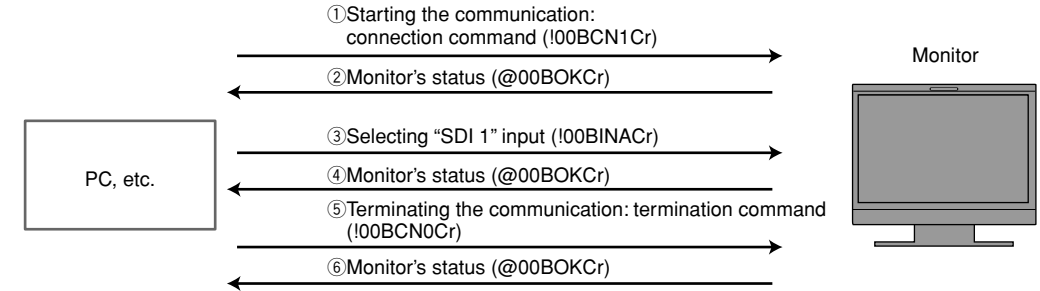 ①Starting the communication:
connection command (!00BCN1Cr)
Monitor
②Monitor's status (@00BOKCr)
③Selecting “SDI 1” input (!00BINACr)
PC, etc.
④Monitor's status (@00BOKCr)
⑤Terminating the communication: termination command
(!00BCN0Cr)
⑥Monitor's status (@00BOKCr)